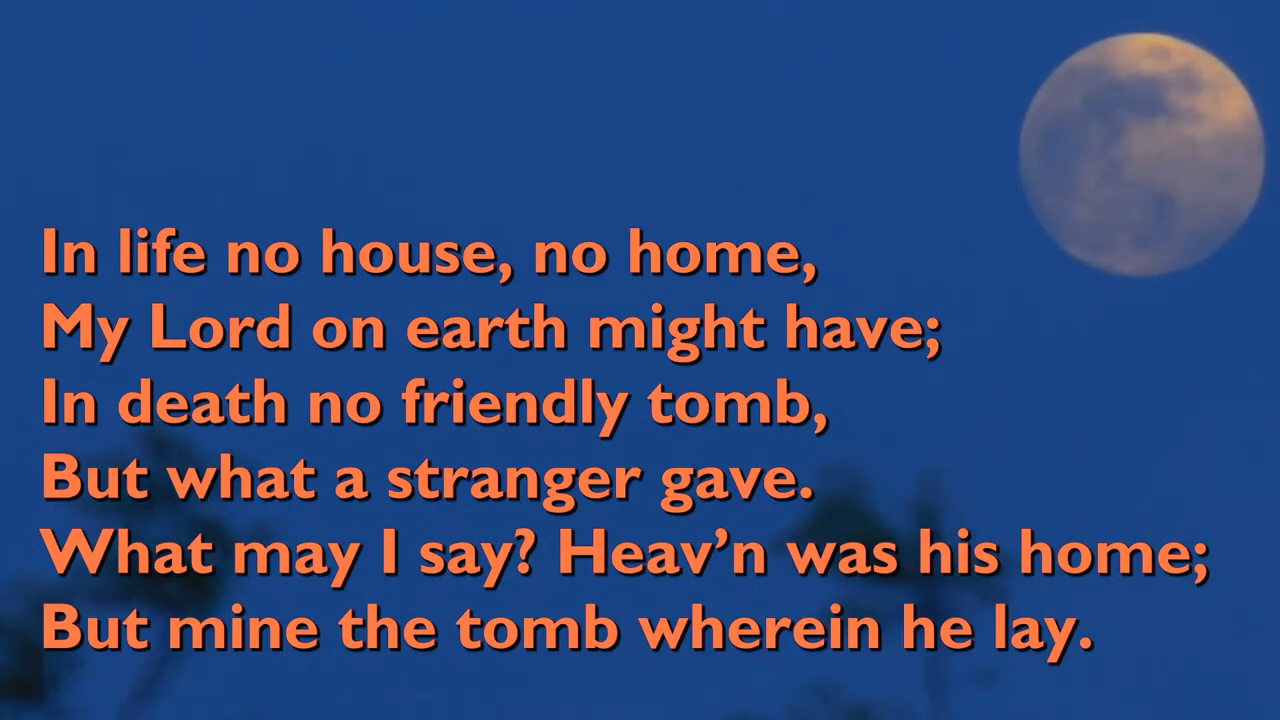 In life no house, no home,
My Lord on earth might have;
In death no friendly tomb,
But what a stranger gave.
What may I say? Heav’n was his home;
But mine the tomb wherein he lay.